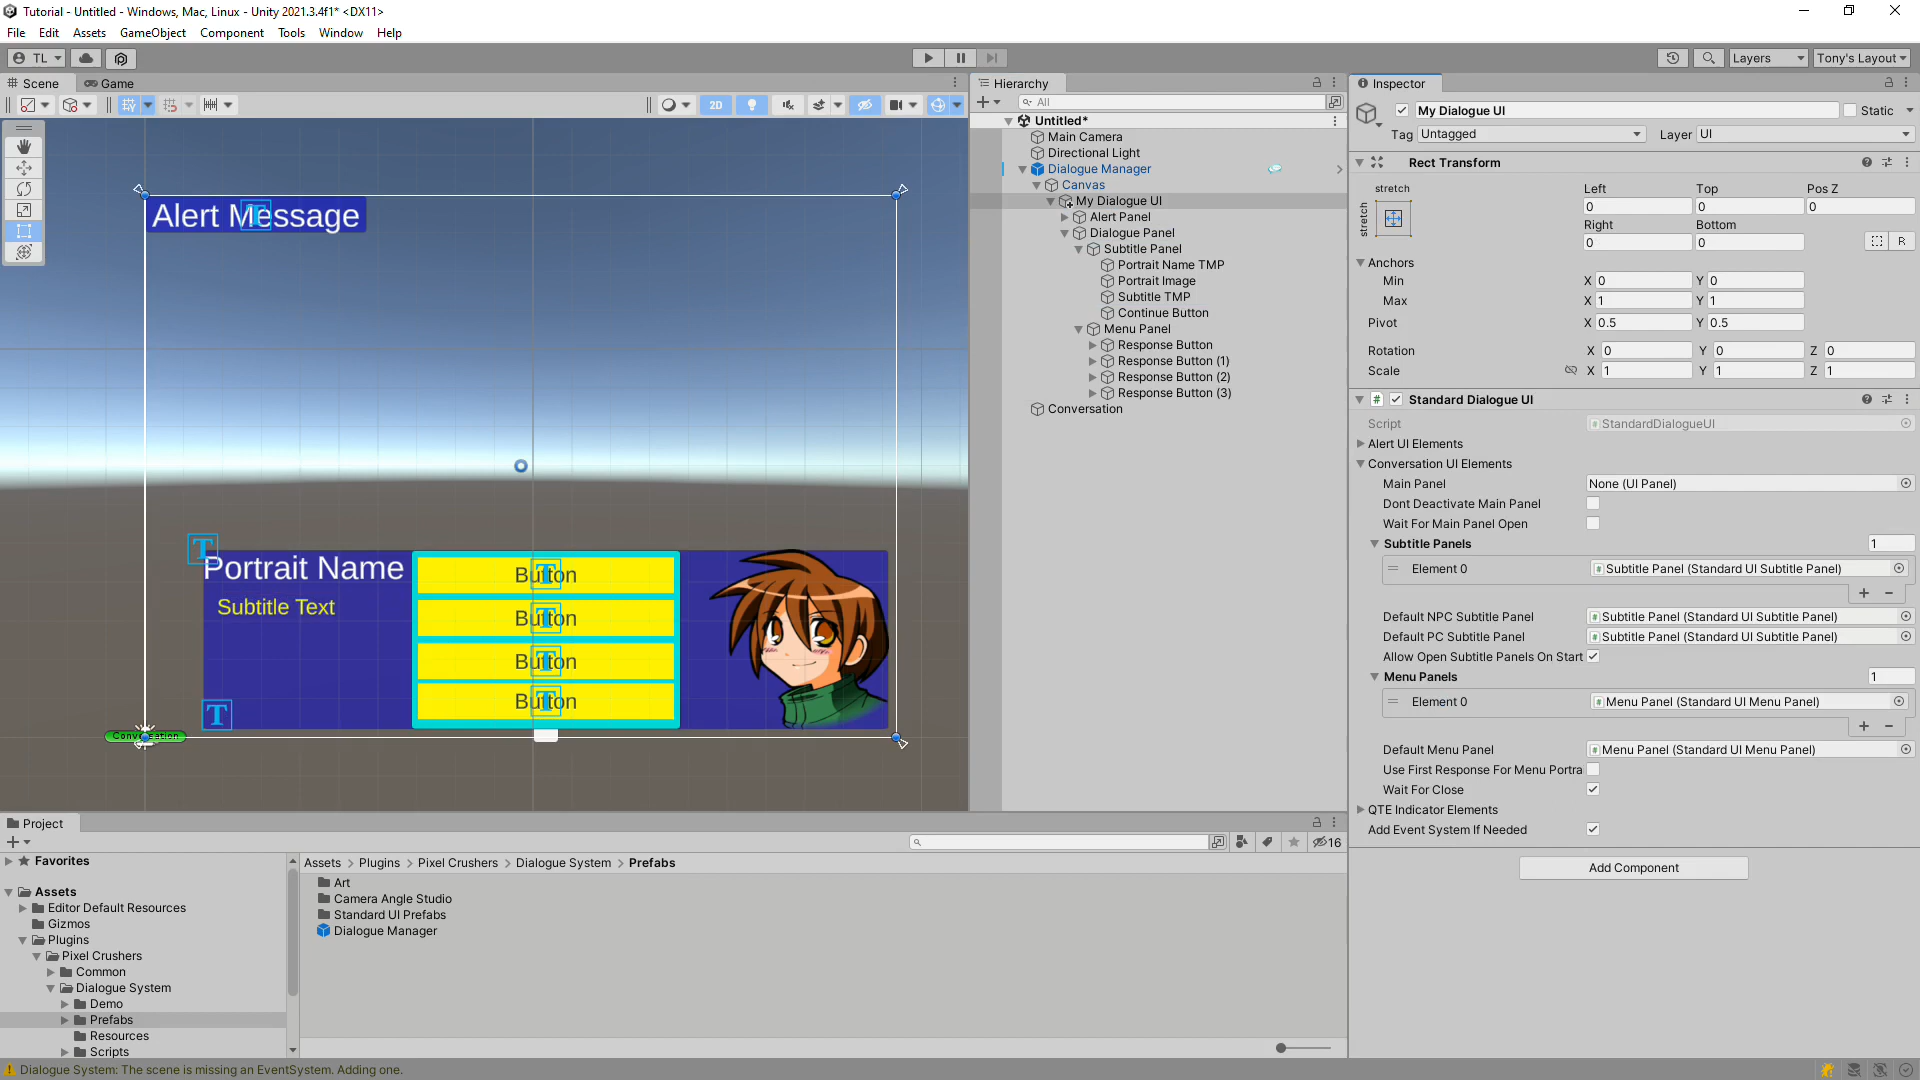 Tutorial - Untitled - Windows, Mac, Linux - Unity 2021.3.4f1* <DX11>
File Edit Assets GameObject Component Tools Window Help
TL Layers Tony's Layout
Scene Game
2D
Alert Message
Portrait Name
Subtitle Text
Button
Button
Button
Button
Conversation
Hierarchy
All
Untitled*
Main Camera
Directional Light
Dialogue Manager
Canvas
My Dialogue UI
Alert Panel
Dialogue Panel
Subtitle Panel
Portrait Name TMP
Portrait Image
Subtitle TMP
Continue Button
Menu Panel
Response Button
Response Button (1)
Response Button (2)
Response Button (3)
Conversation
Inspector
My Dialogue UI Static
Tag Untagged Layer UI
Rect Transform
stretch
stretch
Left Top Pos Z
0 0 0
Right Bottom
0 0 R
Anchors
Min X 0 Y 0
Max X 1 Y 1
Pivot X 0.5 Y 0.5
Rotation X 0 Y 0 Z 0
Scale X 1 Y 1 Z 1
# Standard Dialogue UI
Script StandardDialogueUI
Alert UI Elements
Conversation UI Elements
Main Panel None (UI Panel)
Dont Deactivate Main Panel
Wait For Main Panel Open
Subtitle Panels 1
Element 0 Subtitle Panel (Standard UI Subtitle Panel)
+ −
Default NPC Subtitle Panel Subtitle Panel (Standard UI Subtitle Panel)
Default PC Subtitle Panel Subtitle Panel (Standard UI Subtitle Panel)
Allow Open Subtitle Panels On Start
Menu Panels 1
Element 0 Menu Panel (Standard UI Menu Panel)
+ −
Default Menu Panel Menu Panel (Standard UI Menu Panel)
Use First Response For Menu Portra
Wait For Close
QTE Indicator Elements
Add Event System If Needed
Add Component
Project
16
Favorites
Assets
Editor Default Resources
Gizmos
Plugins
Pixel Crushers
Common
Dialogue System
Demo
Prefabs
Resources
Scripts
Assets > Plugins > Pixel Crushers > Dialogue System > Prefabs
Art
Camera Angle Studio
Standard UI Prefabs
Dialogue Manager
Dialogue System: The scene is missing an EventSystem. Adding one.